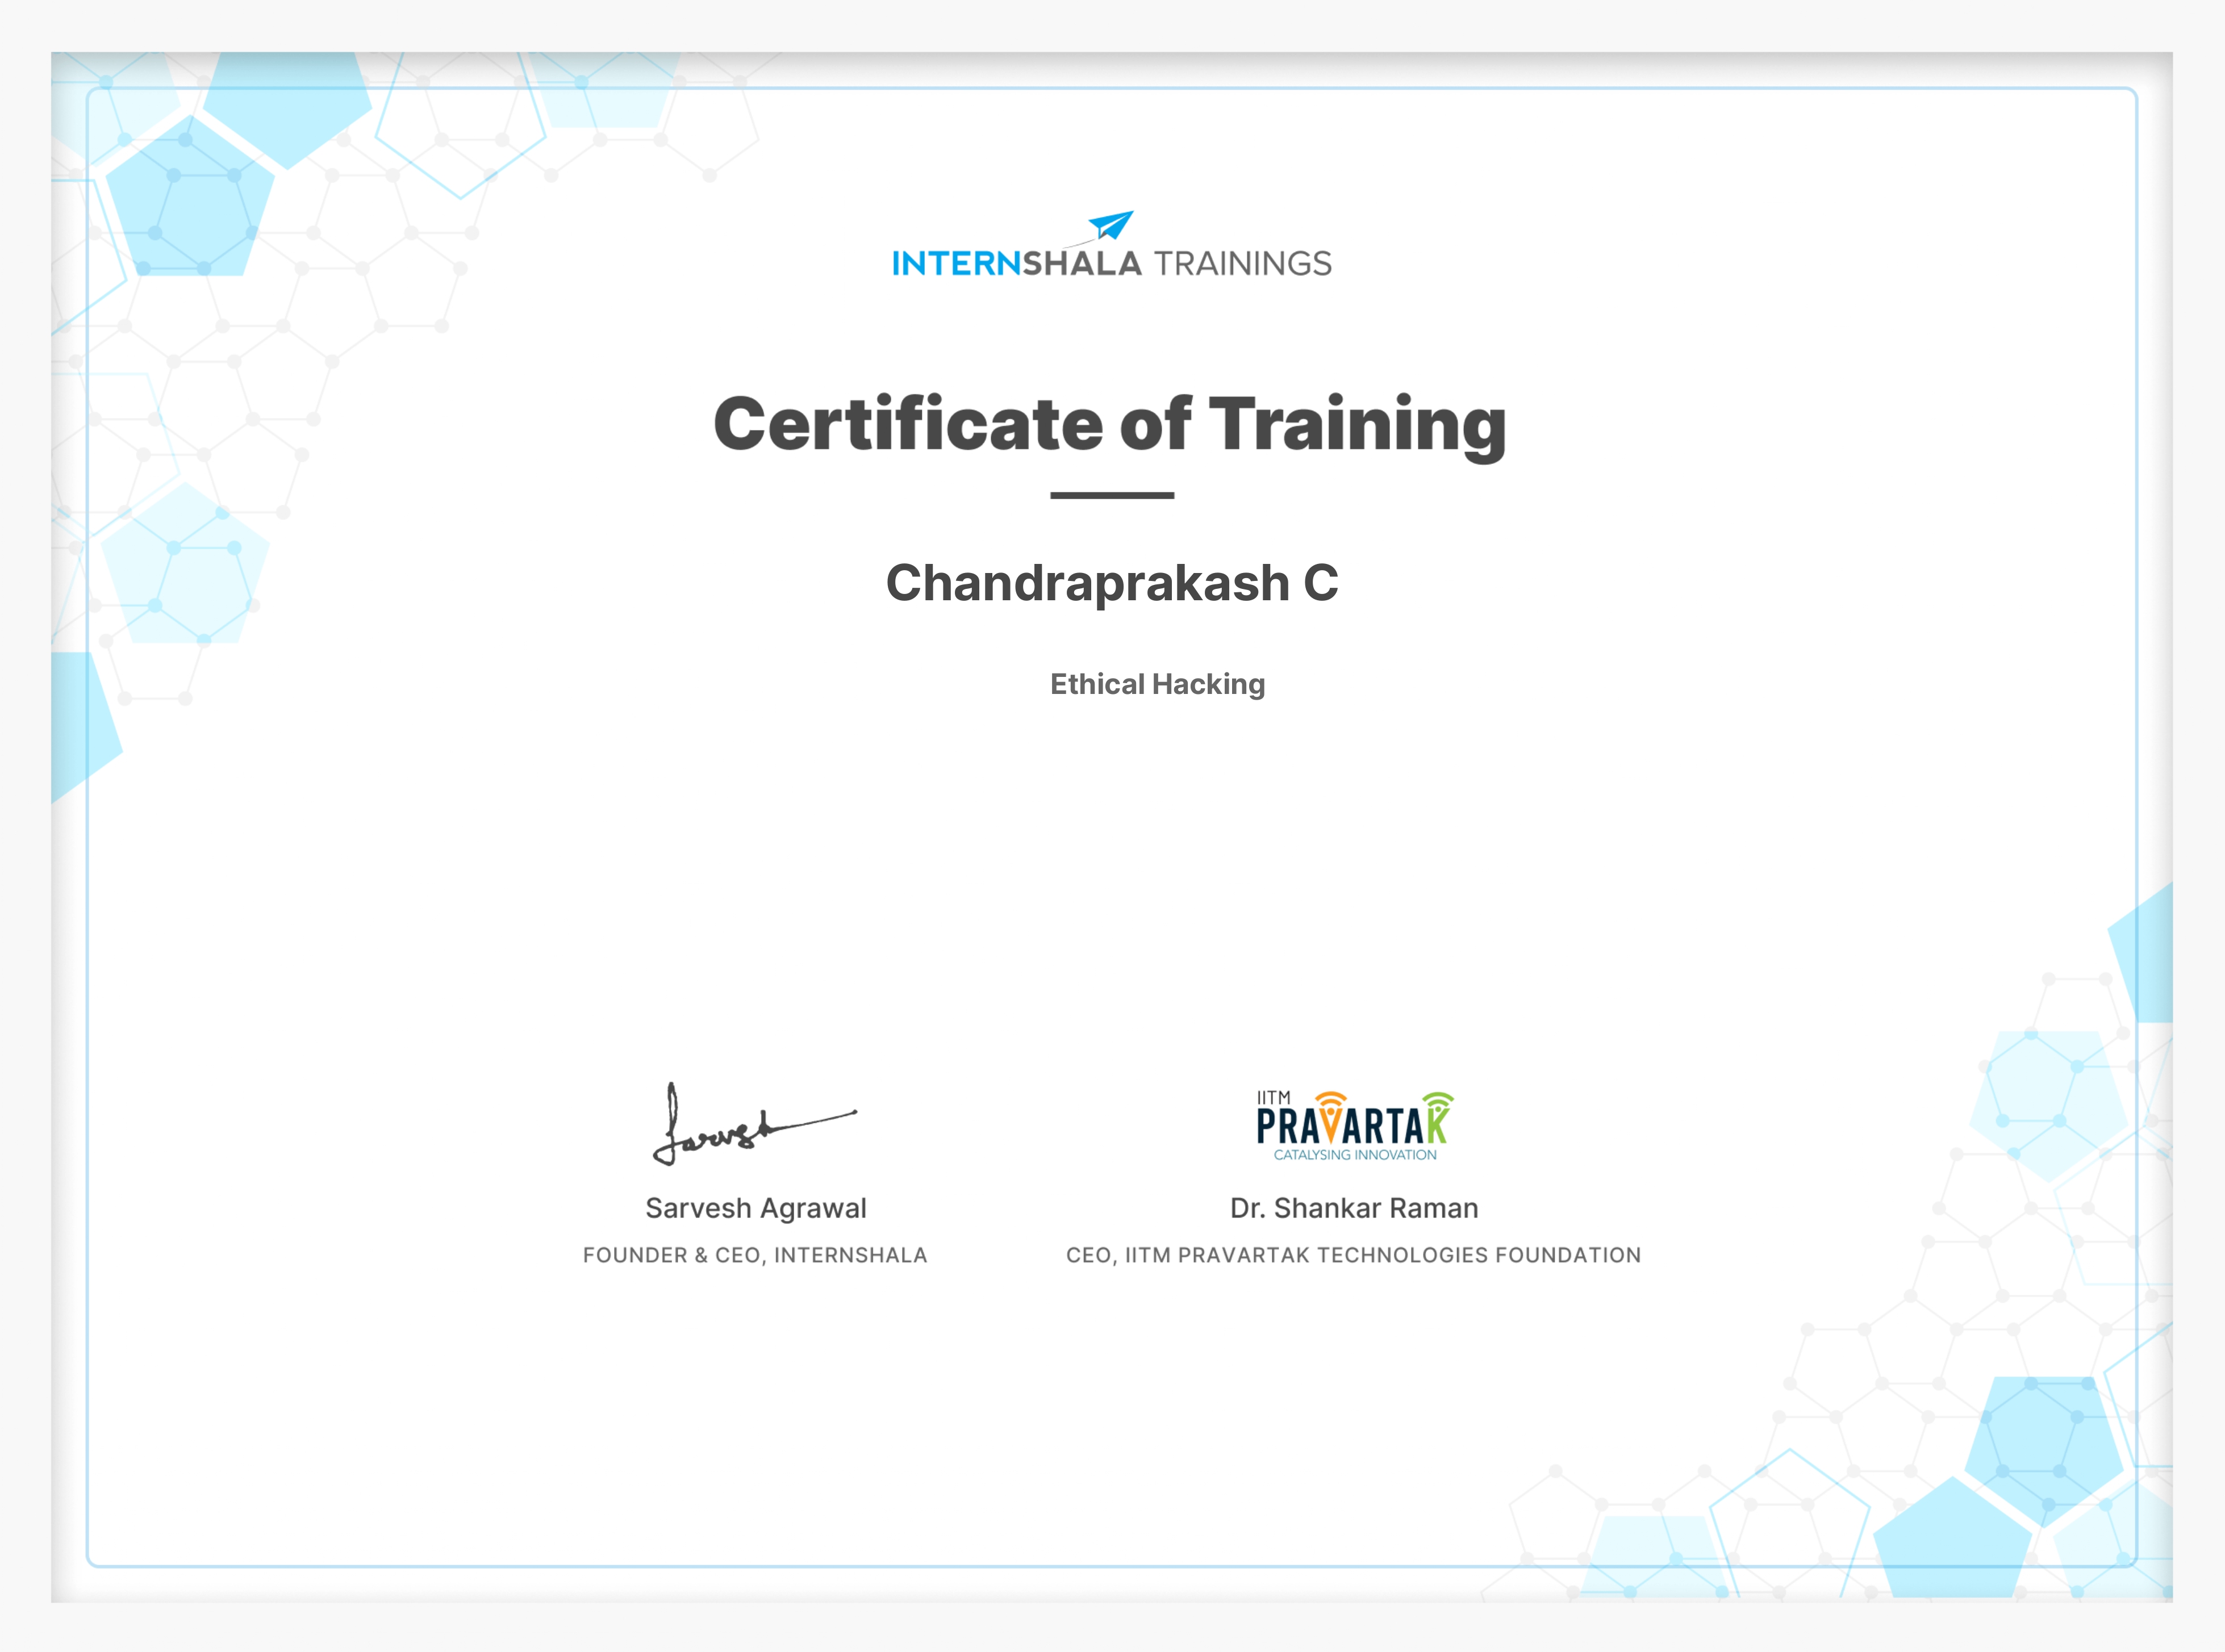 INTERNSHALA TRAININGS
Certificate of Training
Chandraprakash C
Ethical Hacking
Sarvesh
Sarvesh Agrawal
FOUNDER & CEO, INTERNSHALA
IITM
PRAVARTAK
CATALYSING INNOVATION
Dr. Shankar Raman
CEO, IITM PRAVARTAK TECHNOLOGIES FOUNDATION